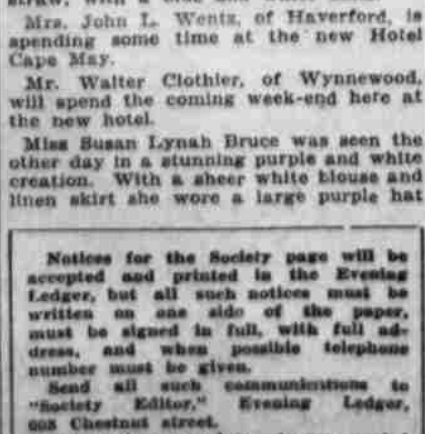 straw, with a
Mrs. John L. Wentz, of Haverford, is
spending some time at the new Hotel
Cape May.
Mr. Walter Clothier, of Wynnewood,
will spend the coming week-end here at
the new hotel.
Miss Susan Lynah Bruce was seen the
other day in a stunning purple and white
creation. With a sheer white blouse and
linen skirt she wore a large purple hat
Notices for the Society page will be
accepted and printed in the Evening
Ledger, but all such notices must be
written on one side of the paper,
must be signed in full, with full ad-
dress, and when possible telephone
number must be given.
Send all such communications to
"Society Editor," Evening Ledger,
608 Chestnut street.